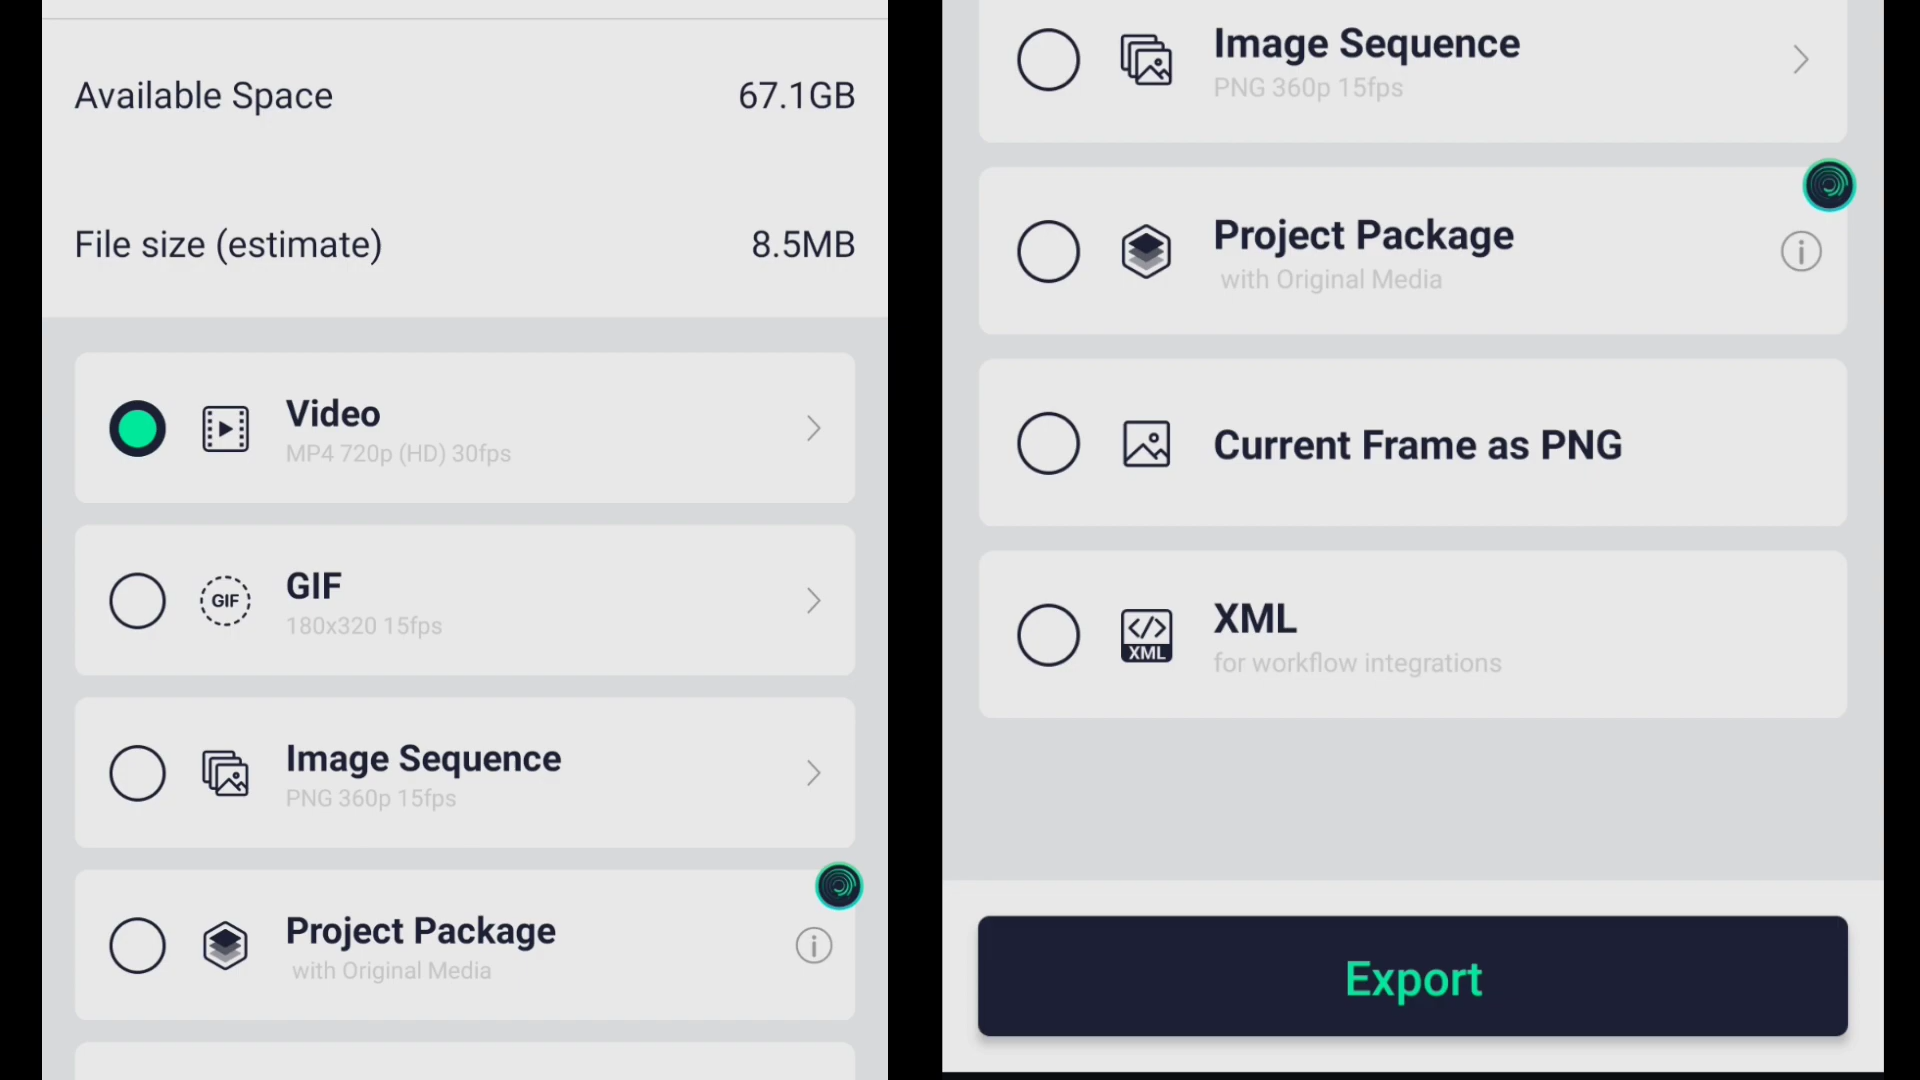 Available Space
67.1GB
File size (estimate)
8.5MB
Video
MP4 720p (HD) 30fps
GIF
GIF
180x320 15fps
Image Sequence
PNG 360p 15fps
Project Package
with Original Media
Image Sequence
PNG 360p 15fps
Project Package
with Original Media
Current Frame as PNG
XML
XML
for workflow integrations
Export